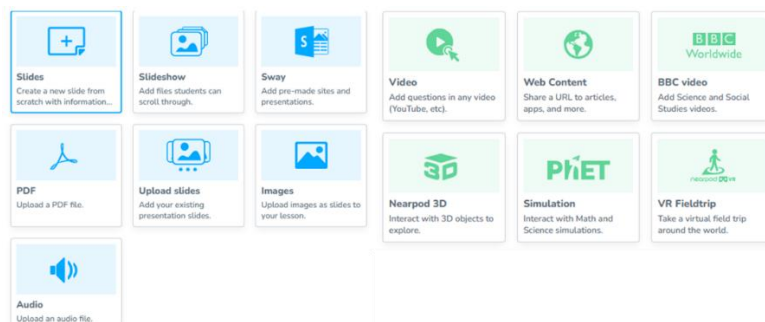 Slides
Create a new slide from
scratch with information...
Slideshow
Add files students can
scroll through.
S
Sway
Add pre-made sites and
presentations.
Video
Add questions in any video
(YouTube, etc).
Web Content
Share a URL to articles,
apps, and more.
BBC
Worldwide
BBC video
Add Science and Social
Studies videos.
PDF
Upload a PDF file.
Upload slides
Add your existing
presentation slides.
Images
Upload images as slides to
your lesson.
3D
Nearpod 3D
Interact with 3D objects to
explore.
PhET
Simulation
Interact with Math and
Science simulations.
nearpod VR
VR Fieldtrip
Take a virtual field trip
around the world.
Audio
Upload an audio file.